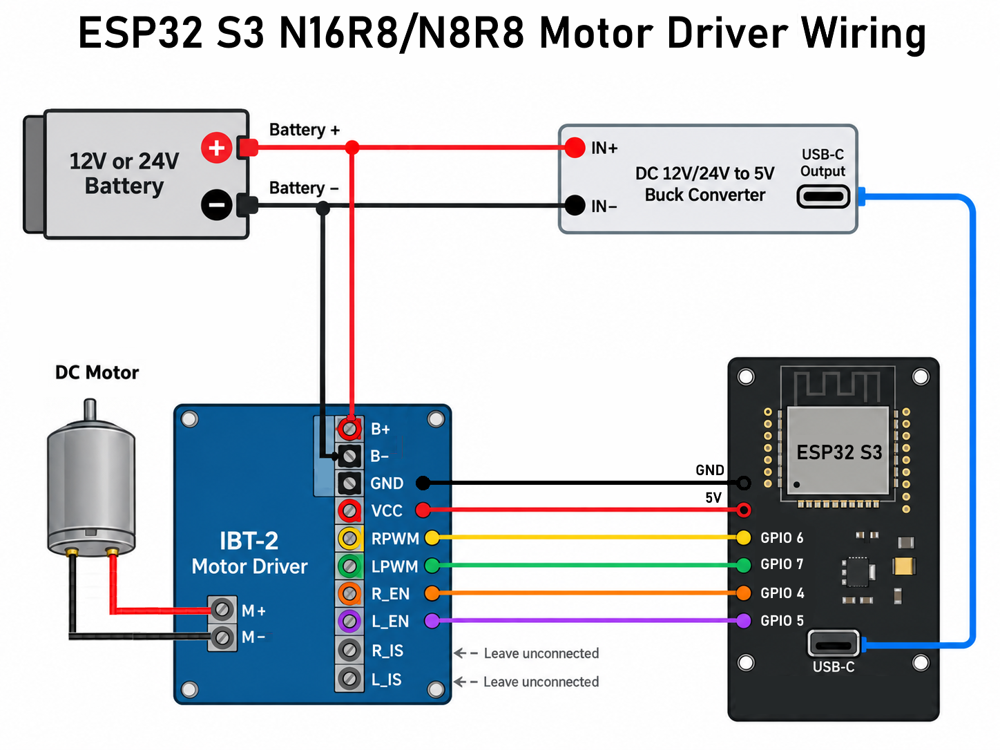 ESP32 S3 N16R8/N8R8 Motor Driver Wiring
Battery +
12V or 24V
Battery
+
−
Battery −
IN+
IN−
DC 12V/24V to 5V
Buck Converter
USB-C
Output
DC Motor
IBT-2
Motor Driver
M+
M−
B+
B−
GND
VCC
RPWM
LPWM
R_EN
L_EN
R_IS
L_IS
Leave unconnected
Leave unconnected
GND
5V
ESP32 S3
GPIO 6
GPIO 7
GPIO 4
GPIO 5
USB-C